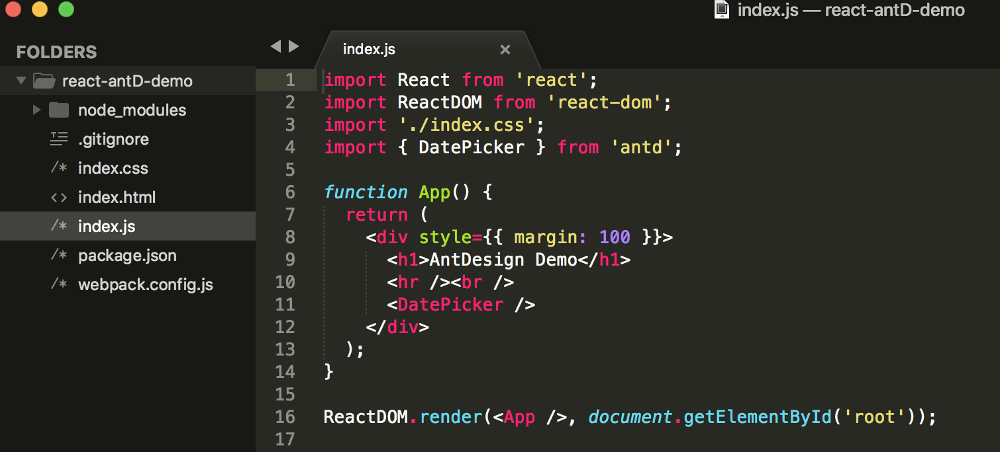 index.js — react-antD-demo
FOLDERS
react-antD-demo
node_modules
.gitignore
index.css
index.html
index.js
package.json
webpack.config.js
index.js
1 import React from 'react';
2 import ReactDOM from 'react-dom';
3 import './index.css';
4 import { DatePicker } from 'antd';
5
6 function App() {
7   return (
8     <div style={{ margin: 100 }}>
9       <h1>AntDesign Demo</h1>
10       <hr /><br />
11       <DatePicker />
12     </div>
13   );
14 }
15
16 ReactDOM.render(<App />, document.getElementById('root'));
17